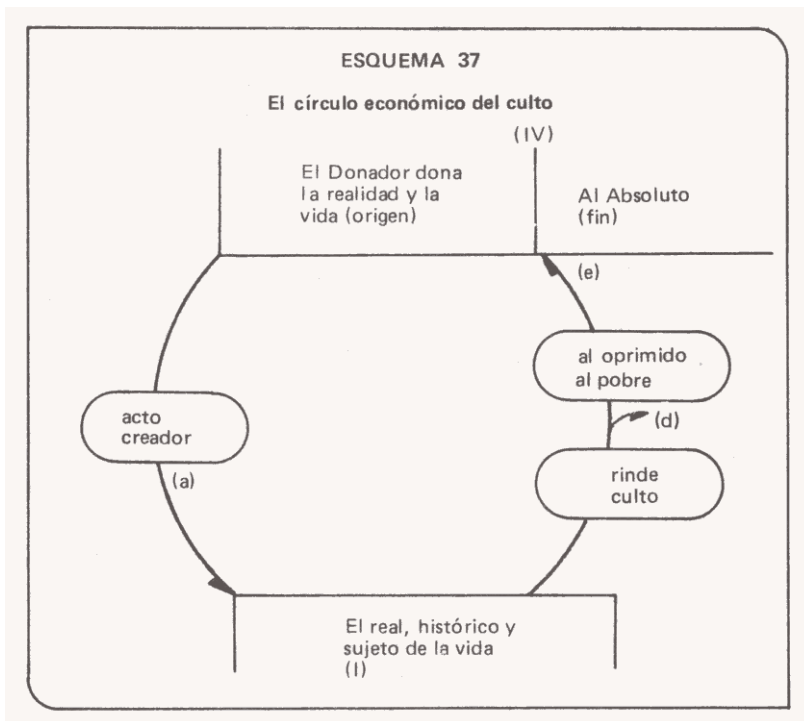 ESQUEMA 37
El círculo económico del culto
(IV)
El Donador dona
la realidad y la
vida (origen)
Al Absoluto
(fin)
(e)
al oprimido
al pobre
(d)
acto
creador
(a)
rinde
culto
El real, histórico y
sujeto de la vida
(I)